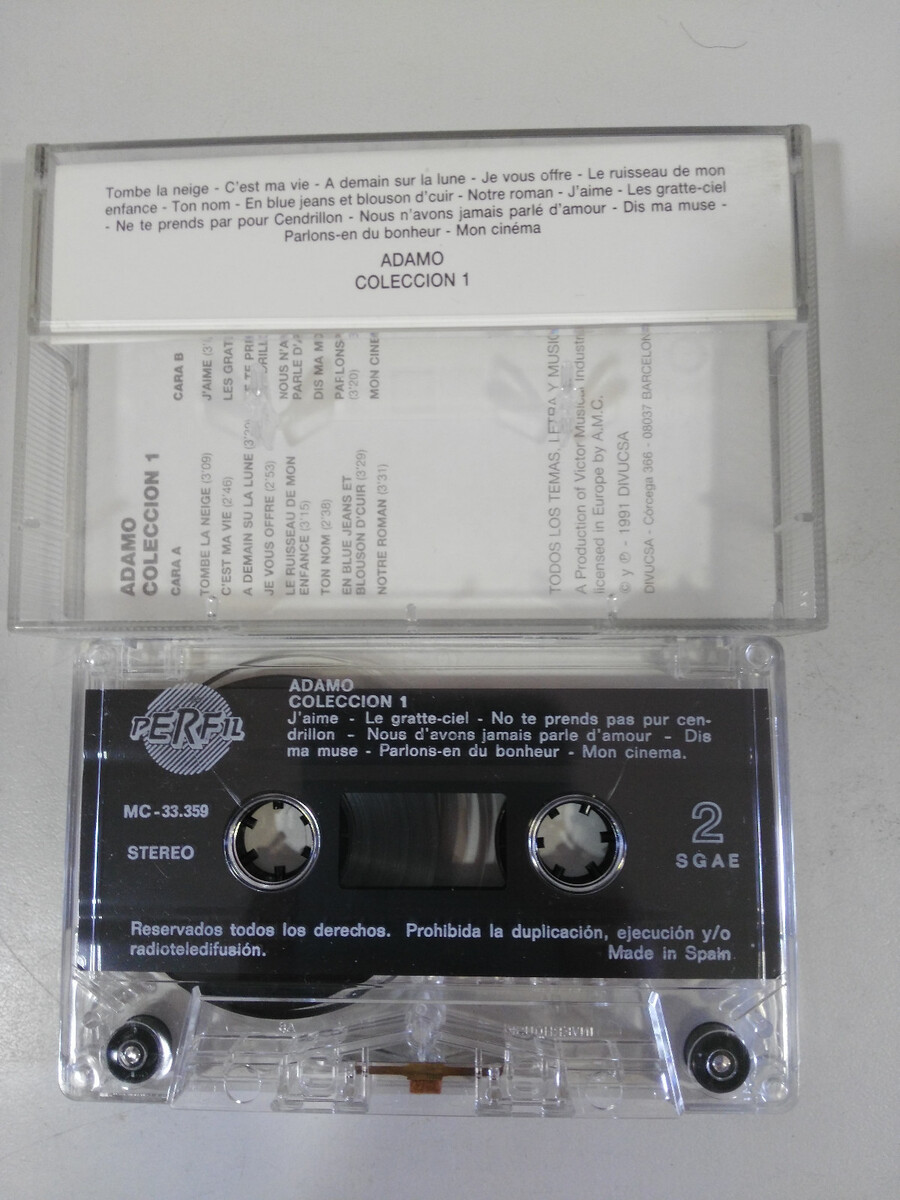 Tombe la neige - C'est ma vie - A demain sur la lune - Je vous offre - Le ruisseau de mon
enfance - Ton nom - En blue jeans et blouson d'cuir - Notre roman - J'aime - Les gratte-ciel
- Ne te prends par pour Cendrillon - Nous n'avons jamais parlé d'amour - Dis ma muse -
Parlons-en du bonheur - Mon cinéma
ADAMO
COLECCION 1
ADAMO
COLECCION 1
CARA A
TOMBE LA NEIGE (3'09)
C'EST MA VIE (2'46)
A DEMAIN SU LA LUNE
JE VOUS OFFRE (2'53)
LE RUISSEAU DE MON
ENFANCE (3'15)
TON NOM (2'38)
EN BLUE JEANS ET
BLOUSON D'CUIR (3'29)
NOTRE ROMAN (3'31)
CARA B
J'AIME
LES
NOUS
PARLE
DIS MA
(3'20)
MON
TODOS LOS TEMAS, LETRA Y
A Production of Victor Musical
licensed in Europe by A.M.C.
© y ℗ - 1991 DIVUCSA
DIVUCSA - Córcega 366 - 08037
PERFIL
ADAMO
COLECCION 1
J'aime - Le gratte-ciel - No te prends pas pur cen-
drillon - Nous d'avons jamais parle d'amour - Dis
ma muse - Parlons-en du bonheur - Mon cinema.
MC-33.359
STEREO
2
SGAE
Reservados todos los derechos. Prohibida la duplicación, ejecución y/o
radioteledifusión.
Made in Spain